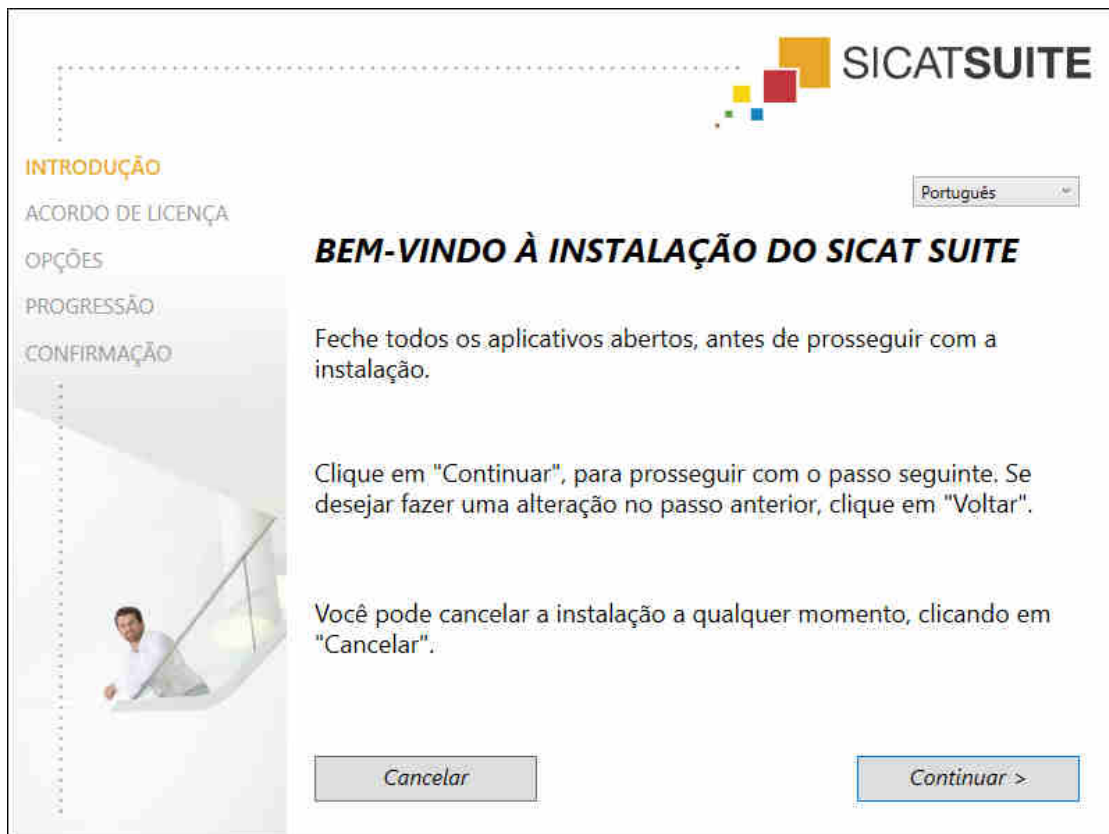 SICATSUITE
INTRODUÇÃO
ACORDO DE LICENÇA
OPÇÕES
PROGRESSÃO
CONFIRMAÇÃO
Português
BEM-VINDO À INSTALAÇÃO DO SICAT SUITE
Feche todos os aplicativos abertos, antes de prosseguir com a
instalação.
Clique em "Continuar", para prosseguir com o passo seguinte. Se
desejar fazer uma alteração no passo anterior, clique em "Voltar".
Você pode cancelar a instalação a qualquer momento, clicando em
"Cancelar".
Cancelar
Continuar >